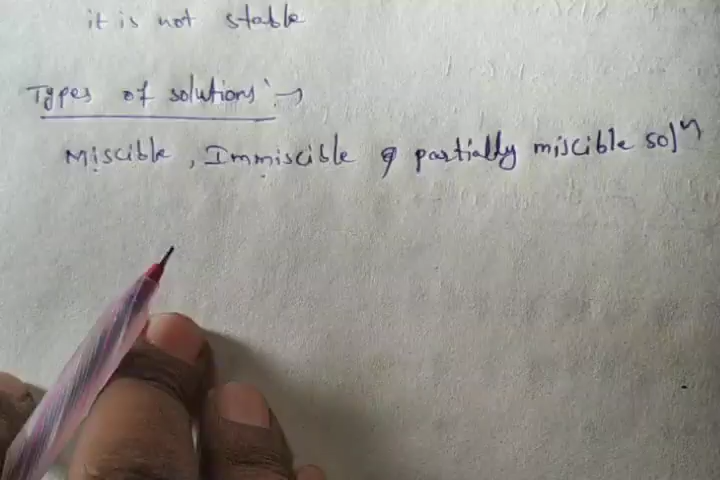 it is not stable
Types of solutions :->
Miscible , Immiscible & partially miscible solⁿ